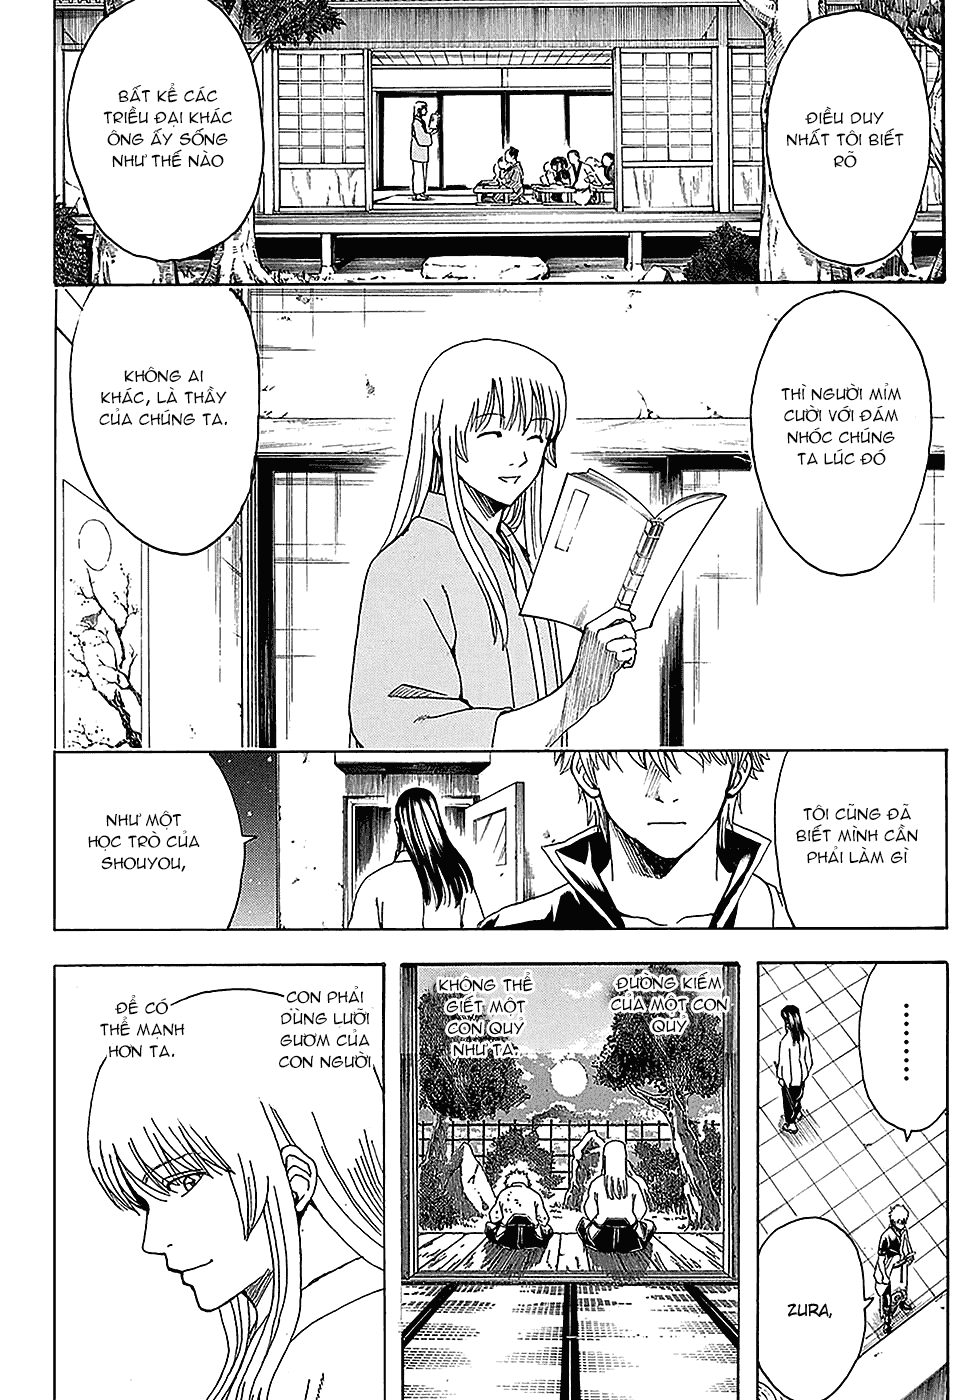 ĐIỀU DUY
NHẤT TÔI BIẾT
RÕ
BẤT KỂ CÁC
TRIỀU ĐẠI KHÁC
ÔNG ẤY SỐNG
NHƯ THẾ NÀO
THÌ NGƯỜI MỈM
CƯỜI VỚI ĐÁM
NHÓC CHÚNG
TA LÚC ĐÓ
KHÔNG AI
KHÁC, LÀ THẦY
CỦA CHÚNG TA.
TÔI CŨNG ĐÃ
BIẾT MÌNH CẦN
PHẢI LÀM GÌ
NHƯ MỘT
HỌC TRÒ CỦA
SHOUYOU,
........
ZURA,
ĐƯỜNG KIẾM
CỦA MỘT CON
QUỶ
KHÔNG THỂ
GIẾT MỘT
CON QUỶ
NHƯ TA.
CON PHẢI
DÙNG LƯỠI
GƯƠM CỦA
CON NGƯỜI
ĐỂ CÓ
THỂ MẠNH
HƠN TA.